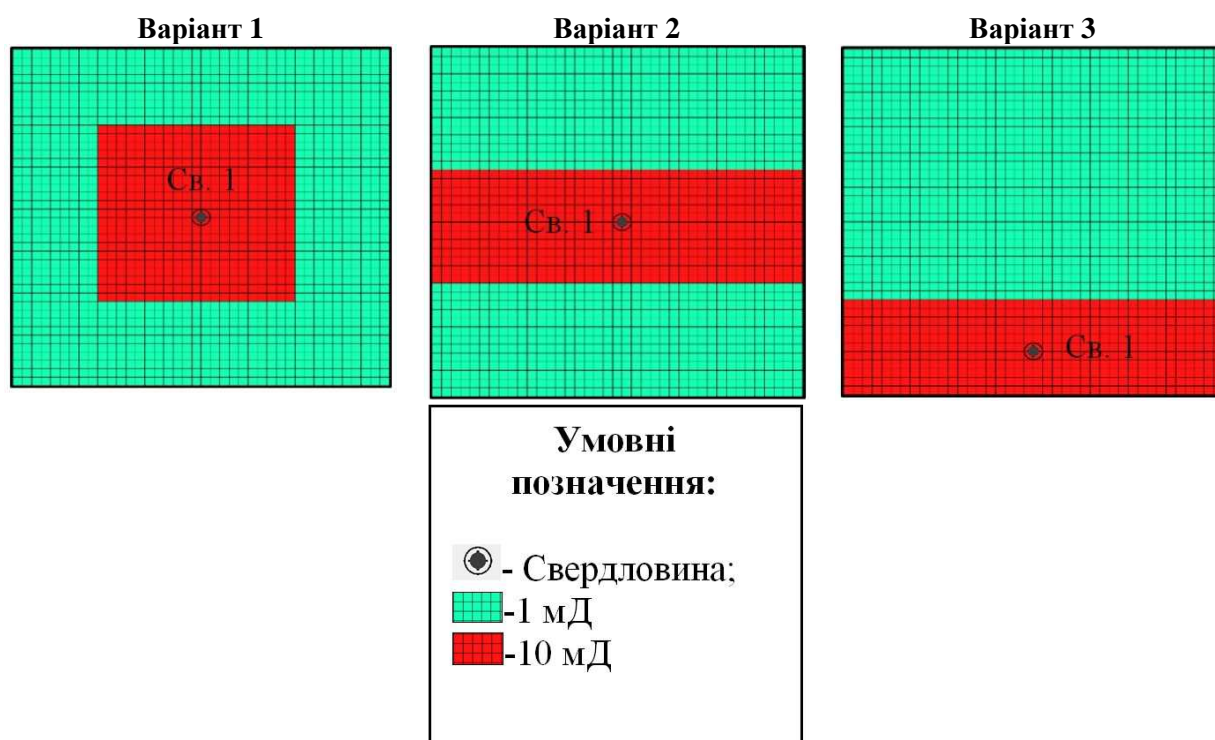 Варіант 1
Варіант 2
Варіант 3
Св. 1
Св. 1
Св. 1
Умовні
позначення:
- Свердловина;
-1 мД
-10 мД